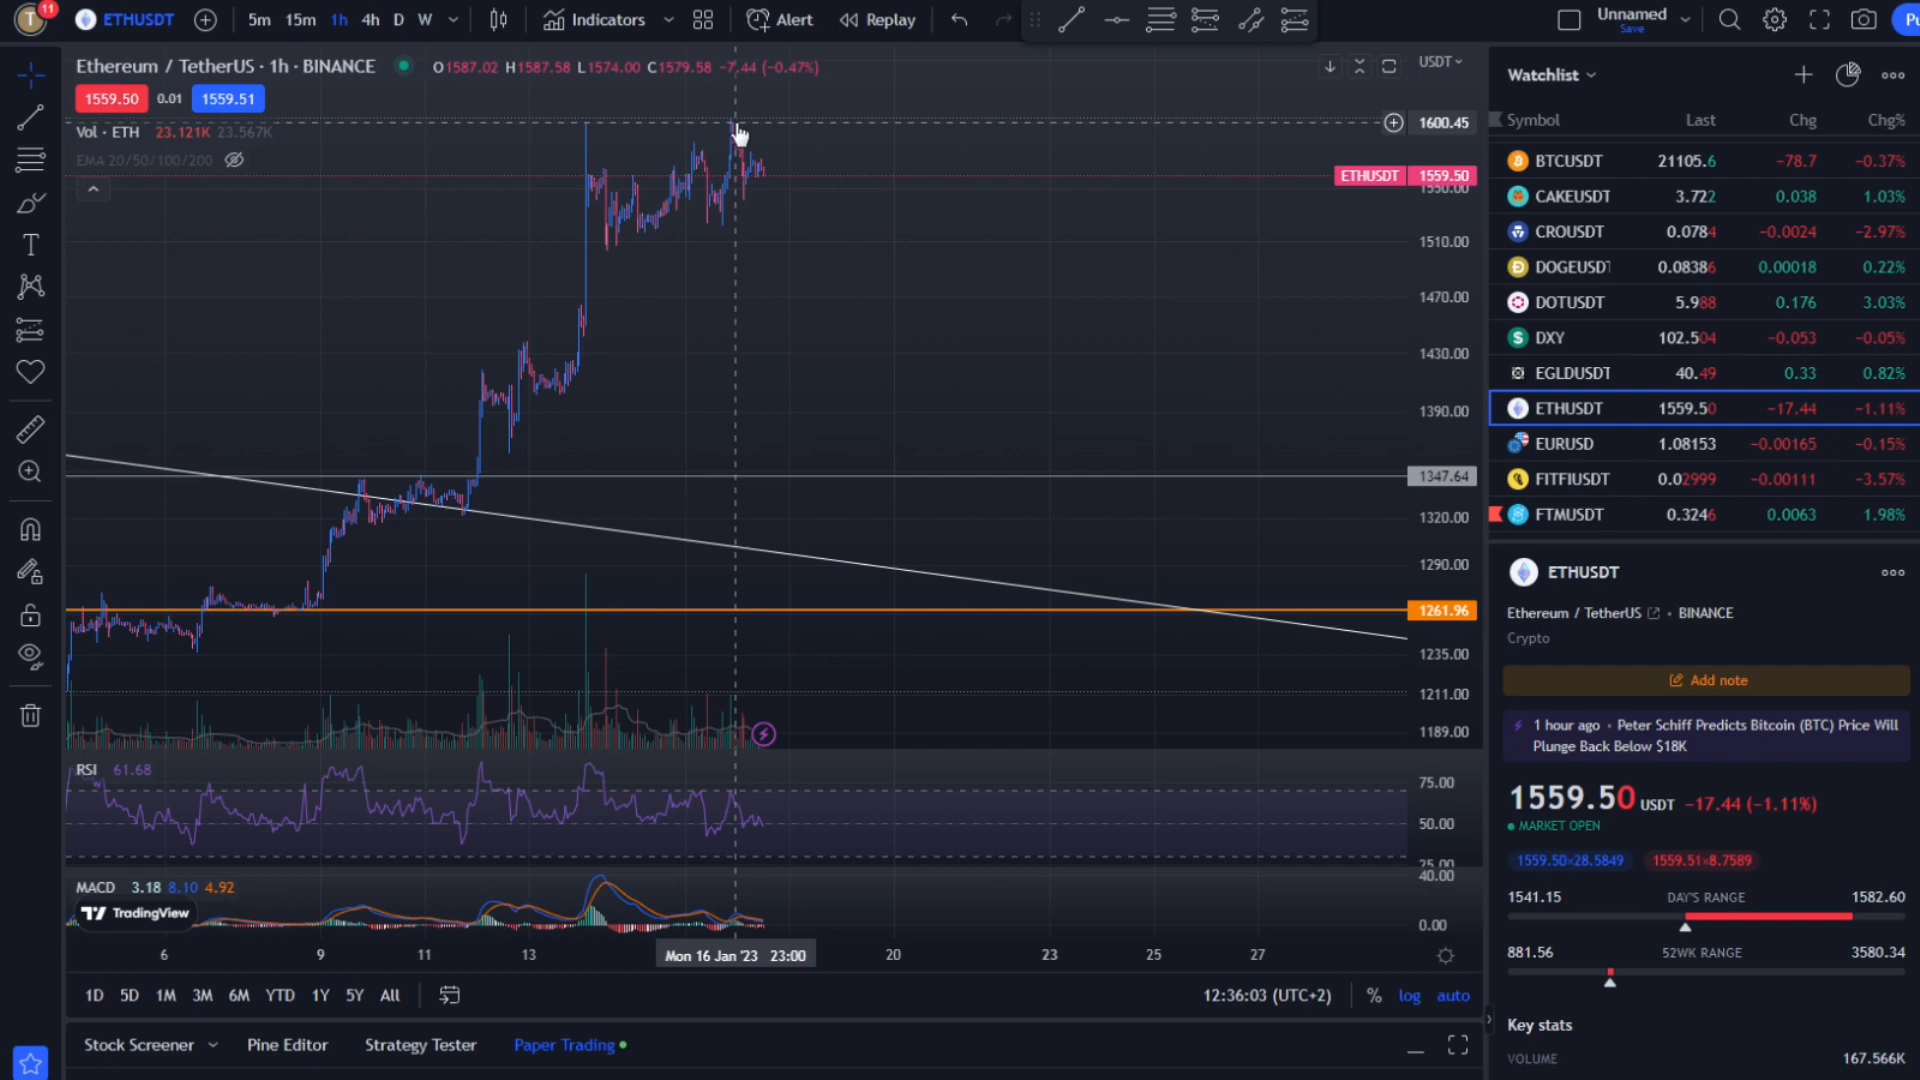 T
11
ETHUSDT
5m 15m 1h 4h D W
Indicators
Alert
Replay
Unnamed
Save
Ethereum / TetherUS · 1h · BINANCE
O1587.02 H1587.58 L1574.00 C1579.58 −7.44 (−0.47%)
1559.50 0.01 1559.51
Vol · ETH 23.121K 23.567K
EMA 20/50/100/200
USDT
1600.45
ETHUSDT 1559.50
1550.00
1510.00
1470.00
1430.00
1390.00
1347.64
1320.00
1290.00
1261.96
1235.00
1211.00
1189.00
RSI 61.68
75.00
50.00
25.00
MACD 3.18 8.10 4.92
TradingView
40.00
0.00
6 9 11 13 Mon 16 Jan '23 23:00 20 23 25 27
1D 5D 1M 3M 6M YTD 1Y 5Y All
12:36:03 (UTC+2) % log auto
Stock Screener Pine Editor Strategy Tester Paper Trading
Watchlist
Symbol Last Chg Chg%
BTCUSDT 21105.6 −78.7 −0.37%
CAKEUSDT 3.722 0.038 1.03%
CROUSDT 0.0784 −0.0024 −2.97%
DOGEUSDT 0.08386 0.00018 0.22%
DOTUSDT 5.988 0.176 3.03%
DXY 102.504 −0.053 −0.05%
EGLDUSDT 40.49 0.33 0.82%
ETHUSDT 1559.50 −17.44 −1.11%
EURUSD 1.08153 −0.00165 −0.15%
FITFIUSDT 0.02999 −0.00111 −3.57%
FTMUSDT 0.3246 0.0063 1.98%
ETHUSDT
Ethereum / TetherUS • BINANCE
Crypto
Add note
1 hour ago • Peter Schiff Predicts Bitcoin (BTC) Price Will
Plunge Back Below $18K
1559.50 USDT −17.44 (−1.11%)
MARKET OPEN
1559.50×28.5849 1559.51×8.7589
1541.15 DAY'S RANGE 1582.60
881.56 52WK RANGE 3580.34
Key stats
VOLUME 167.566K